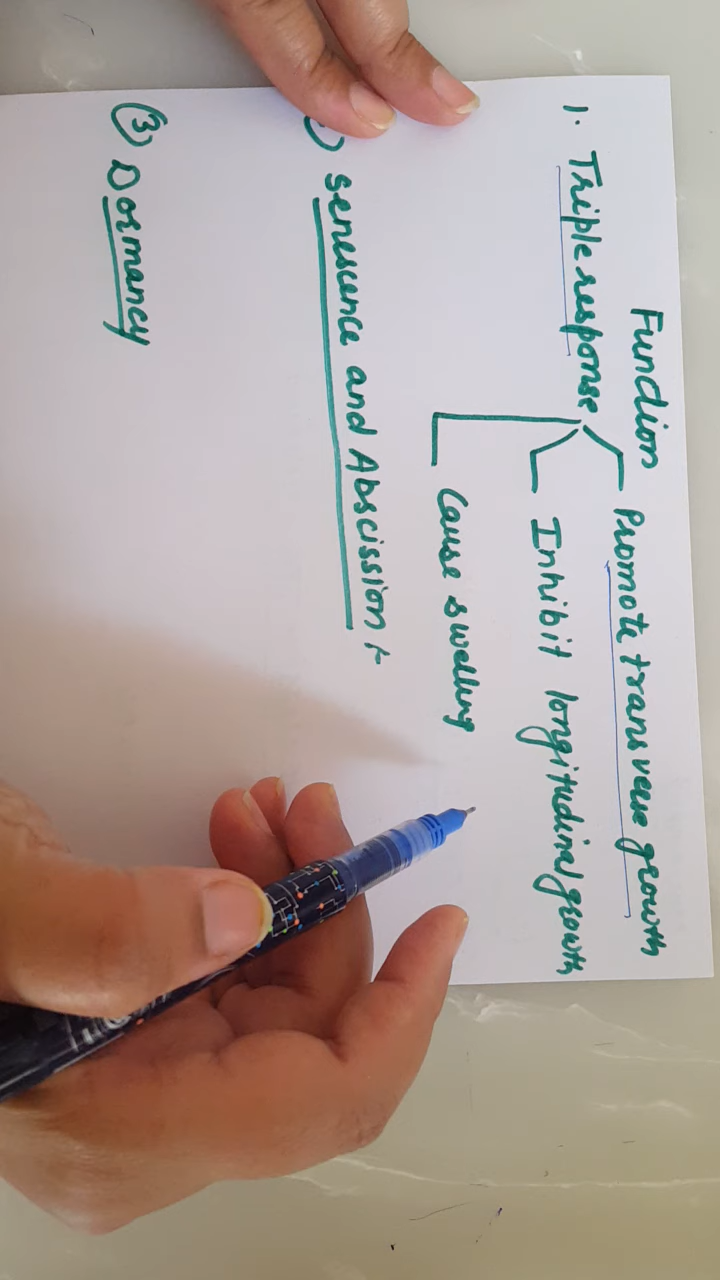 Function
1. Triple response
Promote transverse growth
Inhibit longitudinal growth
Cause swelling
senescence and Abscission :-
(3) Dormancy